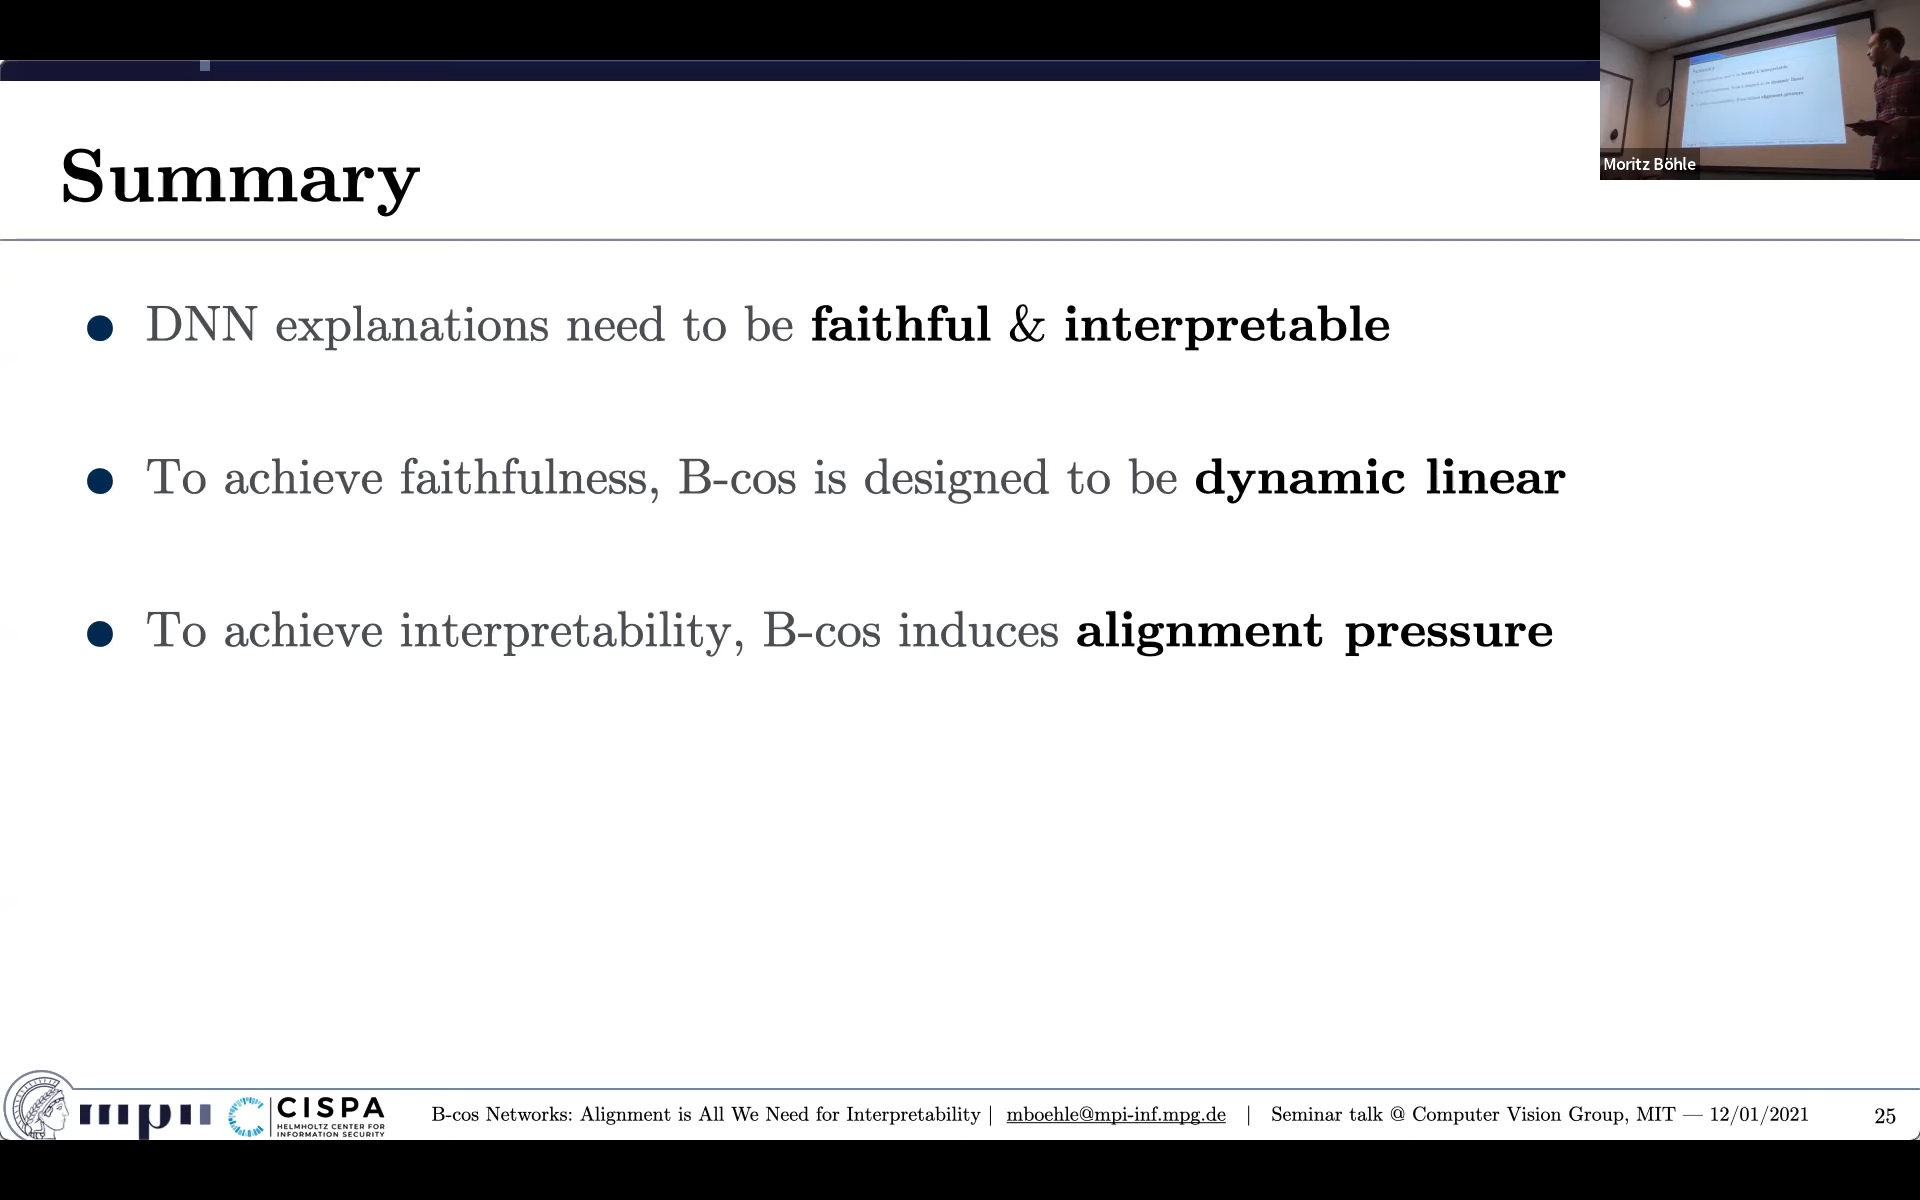 Moritz Böhle
Summary
DNN explanations need to be faithful & interpretable
To achieve faithfulness, B-cos is designed to be dynamic linear
To achieve interpretability, B-cos induces alignment pressure
mpii
CISPA
HELMHOLTZ CENTER FOR
INFORMATION SECURITY
B-cos Networks: Alignment is All We Need for Interpretability | mboehle@mpi-inf.mpg.de | Seminar talk @ Computer Vision Group, MIT — 12/01/2021
25